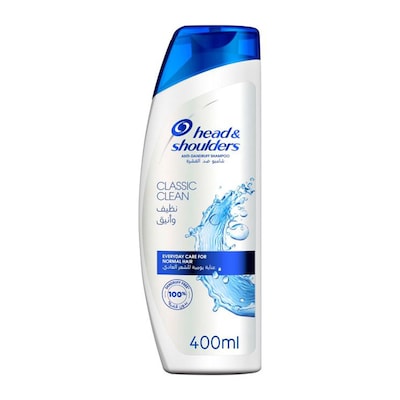 head&
shoulders
ANTI-DANDRUFF SHAMPOO
شامبو ضد القشرة
CLASSIC
CLEAN
نظيف
وأنيق
EVERYDAY CARE FOR
NORMAL HAIR
عناية يومية للشعر العادي
100%
400ml